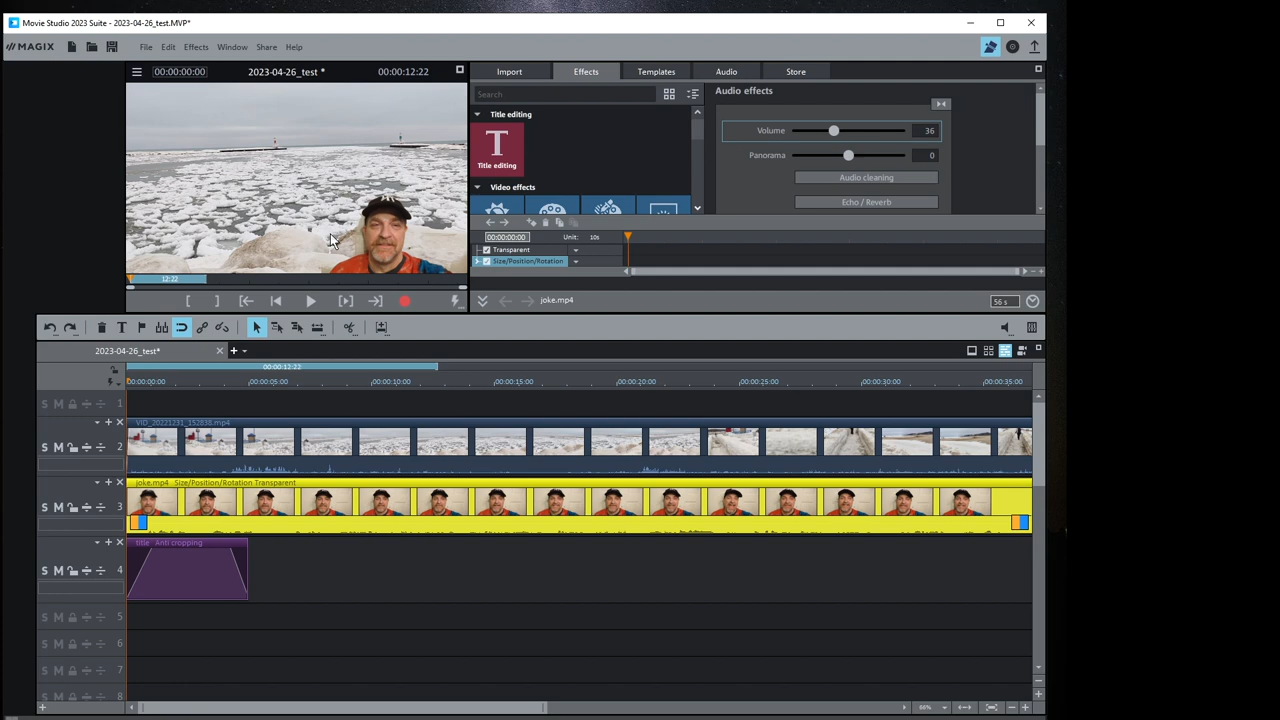 Movie Studio 2023 Suite - 2023-04-26_test.MVP*
MAGIX
File Edit Effects Window Share Help
00:00:00:00 2023-04-26_test * 00:00:12:22
Import Effects Templates Audio Store
Search
Audio effects
Title editing
T
Title editing
Video effects
Volume 36
Panorama 0
Audio cleaning
Echo / Reverb
00:00:00:00 Unit: 10s
Transparent
Size/Position/Rotation
12:22
joke.mp4 56 s
2023-04-26_test*
00:00:12:22
00:00:00:00 00:00:05:00 00:00:10:00 00:00:15:00 00:00:20:00 00:00:25:00 00:00:30:00 00:00:35:00
S M 1
VID_20221231_152838.mp4
S M 2
joke.mp4 Size/Position/Rotation Transparent
S M 3
title Anti cropping
S M 4
S M 5
S M 6
S M 7
S M 8